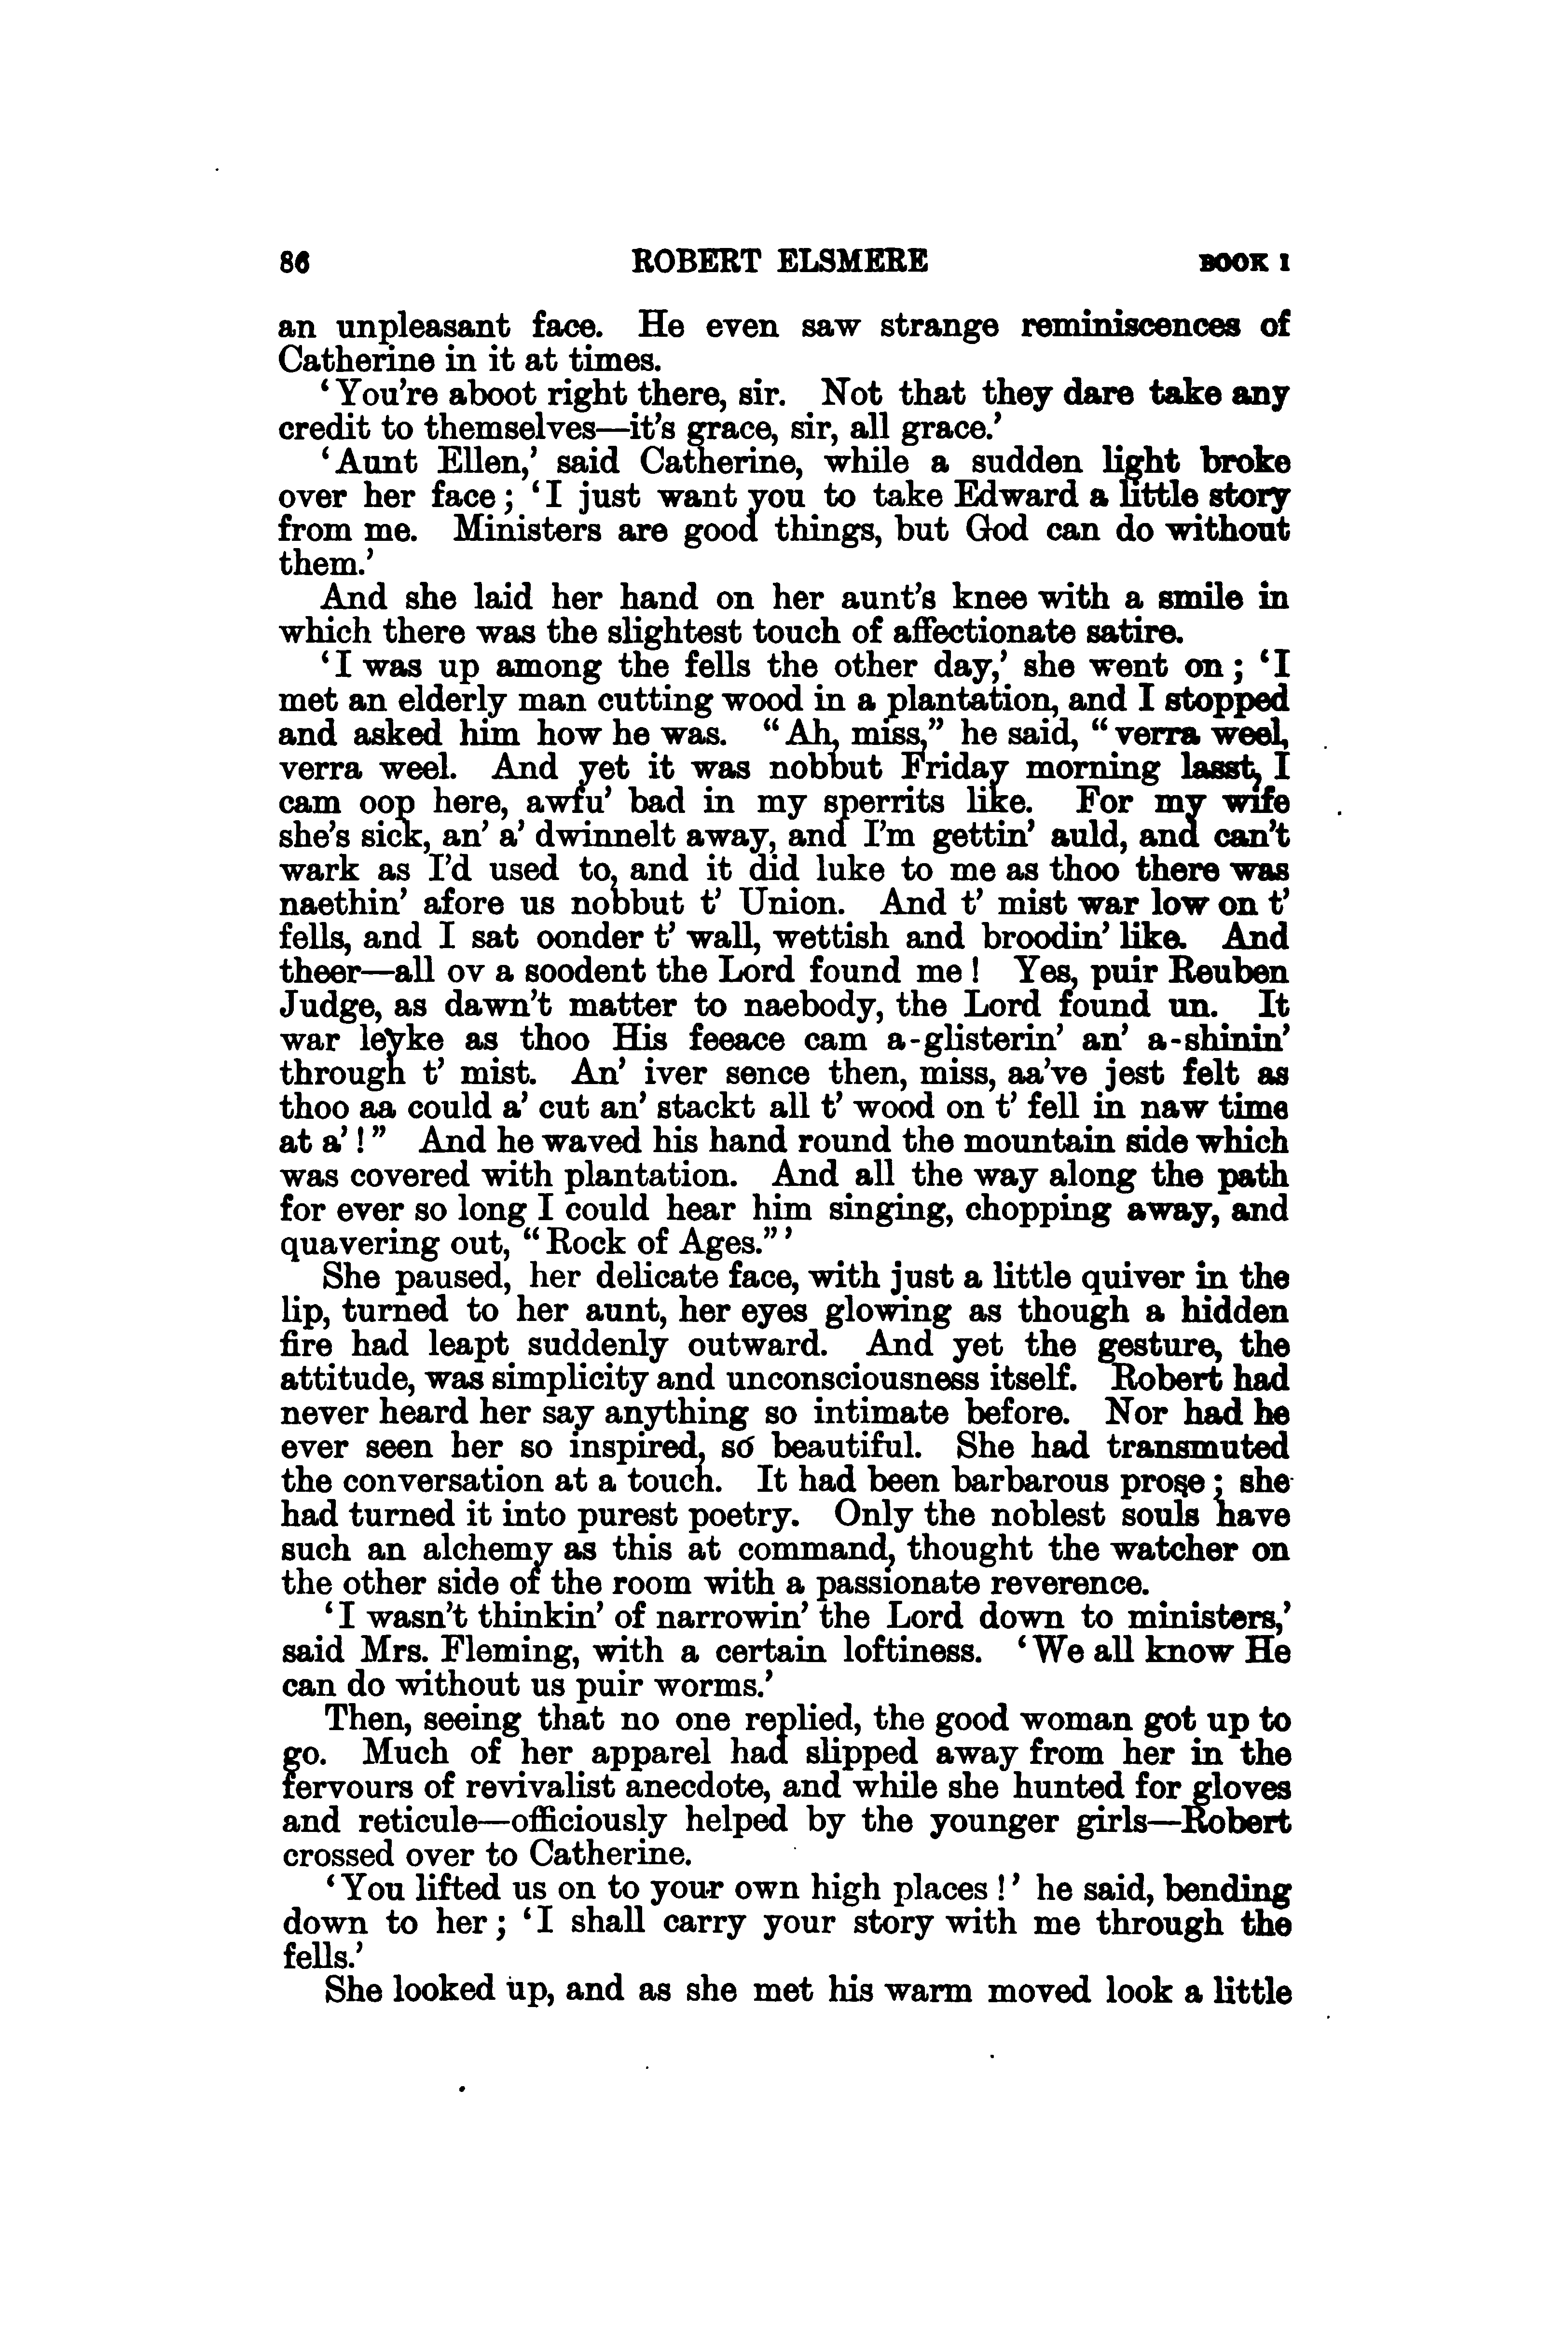 86 ROBERT ELSMERE BOOK I
an unpleasant face. He even saw strange reminiscences of
Catherine in it at times.
‘You're aboot right there, sir. Not that they dare take any
credit to themselves—it's grace, sir, all grace.’
‘Aunt Ellen,’ said Catherine, while a sudden light broke
over her face; ‘I just want you to take Edward a little story
from me. Ministers are good things, but God can do without
them.’
And she laid her hand on her aunt's knee with a smile in
which there was the slightest touch of affectionate satire.
‘I was up among the fells the other day,’ she went on; ‘I
met an elderly man cutting wood in a plantation, and I stopped
and asked him how he was. “Ah, miss,” he said, “verra weel,
verra weel. And yet it was nobbut Friday morning lasst, I
cam oop here, awfu' bad in my sperrits like. For my wife
she's sick, an' a' dwinnelt away, and I'm gettin' auld, and can't
wark as I'd used to, and it did luke to me as thoo there was
naethin' afore us nobbut t' Union. And t' mist war low on t'
fells, and I sat oonder t' wall, wettish and broodin' like. And
theer—all ov a soodent the Lord found me! Yes, puir Reuben
Judge, as dawn't matter to naebody, the Lord found un. It
war leyke as thoo His feeace cam a-glisterin' an' a-shinin'
through t' mist. An' iver sence then, miss, aa've jest felt as
thoo aa could a' cut an' stackt all t' wood on t' fell in naw time
at a'!” And he waved his hand round the mountain side which
was covered with plantation. And all the way along the path
for ever so long I could hear him singing, chopping away, and
quavering out, “Rock of Ages.”’
She paused, her delicate face, with just a little quiver in the
lip, turned to her aunt, her eyes glowing as though a hidden
fire had leapt suddenly outward. And yet the gesture, the
attitude, was simplicity and unconsciousness itself. Robert had
never heard her say anything so intimate before. Nor had he
ever seen her so inspired, so beautiful. She had transmuted
the conversation at a touch. It had been barbarous prose; she
had turned it into purest poetry. Only the noblest souls have
such an alchemy as this at command, thought the watcher on
the other side of the room with a passionate reverence.
‘I wasn't thinkin' of narrowin' the Lord down to ministers,’
said Mrs. Fleming, with a certain loftiness. ‘We all know He
can do without us puir worms.’
Then, seeing that no one replied, the good woman got up to
go. Much of her apparel had slipped away from her in the
fervours of revivalist anecdote, and while she hunted for gloves
and reticule—officiously helped by the younger girls—Robert
crossed over to Catherine.
‘You lifted us on to your own high places!’ he said, bending
down to her; ‘I shall carry your story with me through the
fells.’
She looked up, and as she met his warm moved look a little